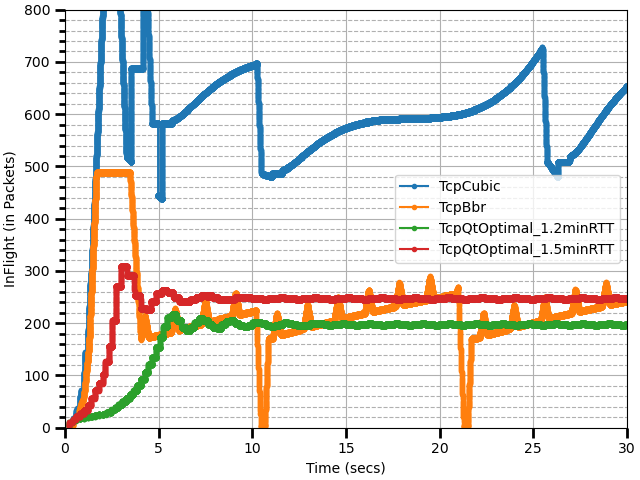 800
700
600
500
400
300
200
100
0
InFlight (in Packets)
TcpCubic
TcpBbr
TcpQtOptimal_1.2minRTT
TcpQtOptimal_1.5minRTT
0 5 10 15 20 25 30
Time (secs)